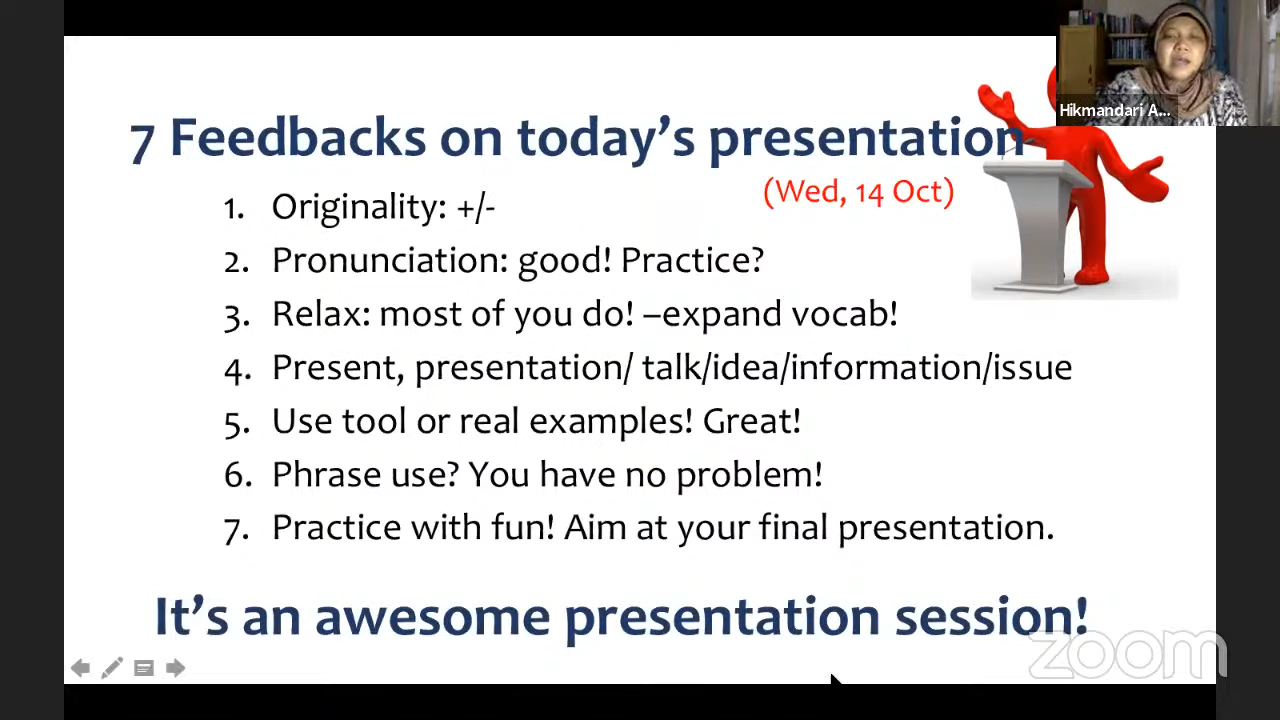 7 Feedbacks on today's presentation
Hikmandari A...
(Wed, 14 Oct)
1. Originality: +/-
2. Pronunciation: good! Practice?
3. Relax: most of you do! –expand vocab!
4. Present, presentation/ talk/idea/information/issue
5. Use tool or real examples! Great!
6. Phrase use? You have no problem!
7. Practice with fun! Aim at your final presentation.
It's an awesome presentation session!
zoom